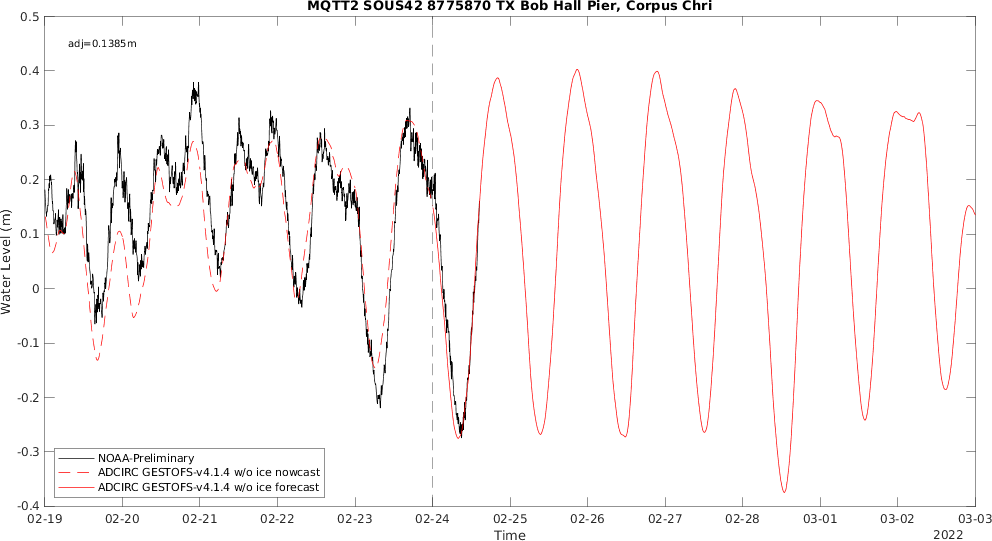 MQTT2 SOUS42 8775870 TX Bob Hall Pier, Corpus Chri
adj=0.1385m
0.5
0.4
0.3
0.2
0.1
0
-0.1
-0.2
-0.3
-0.4
Water Level (m)
NOAA-Preliminary
ADCIRC GESTOFS-v4.1.4 w/o ice nowcast
ADCIRC GESTOFS-v4.1.4 w/o ice forecast
02-19 02-20 02-21 02-22 02-23 02-24 02-25 02-26 02-27 02-28 03-01 03-02 03-03
Time
2022